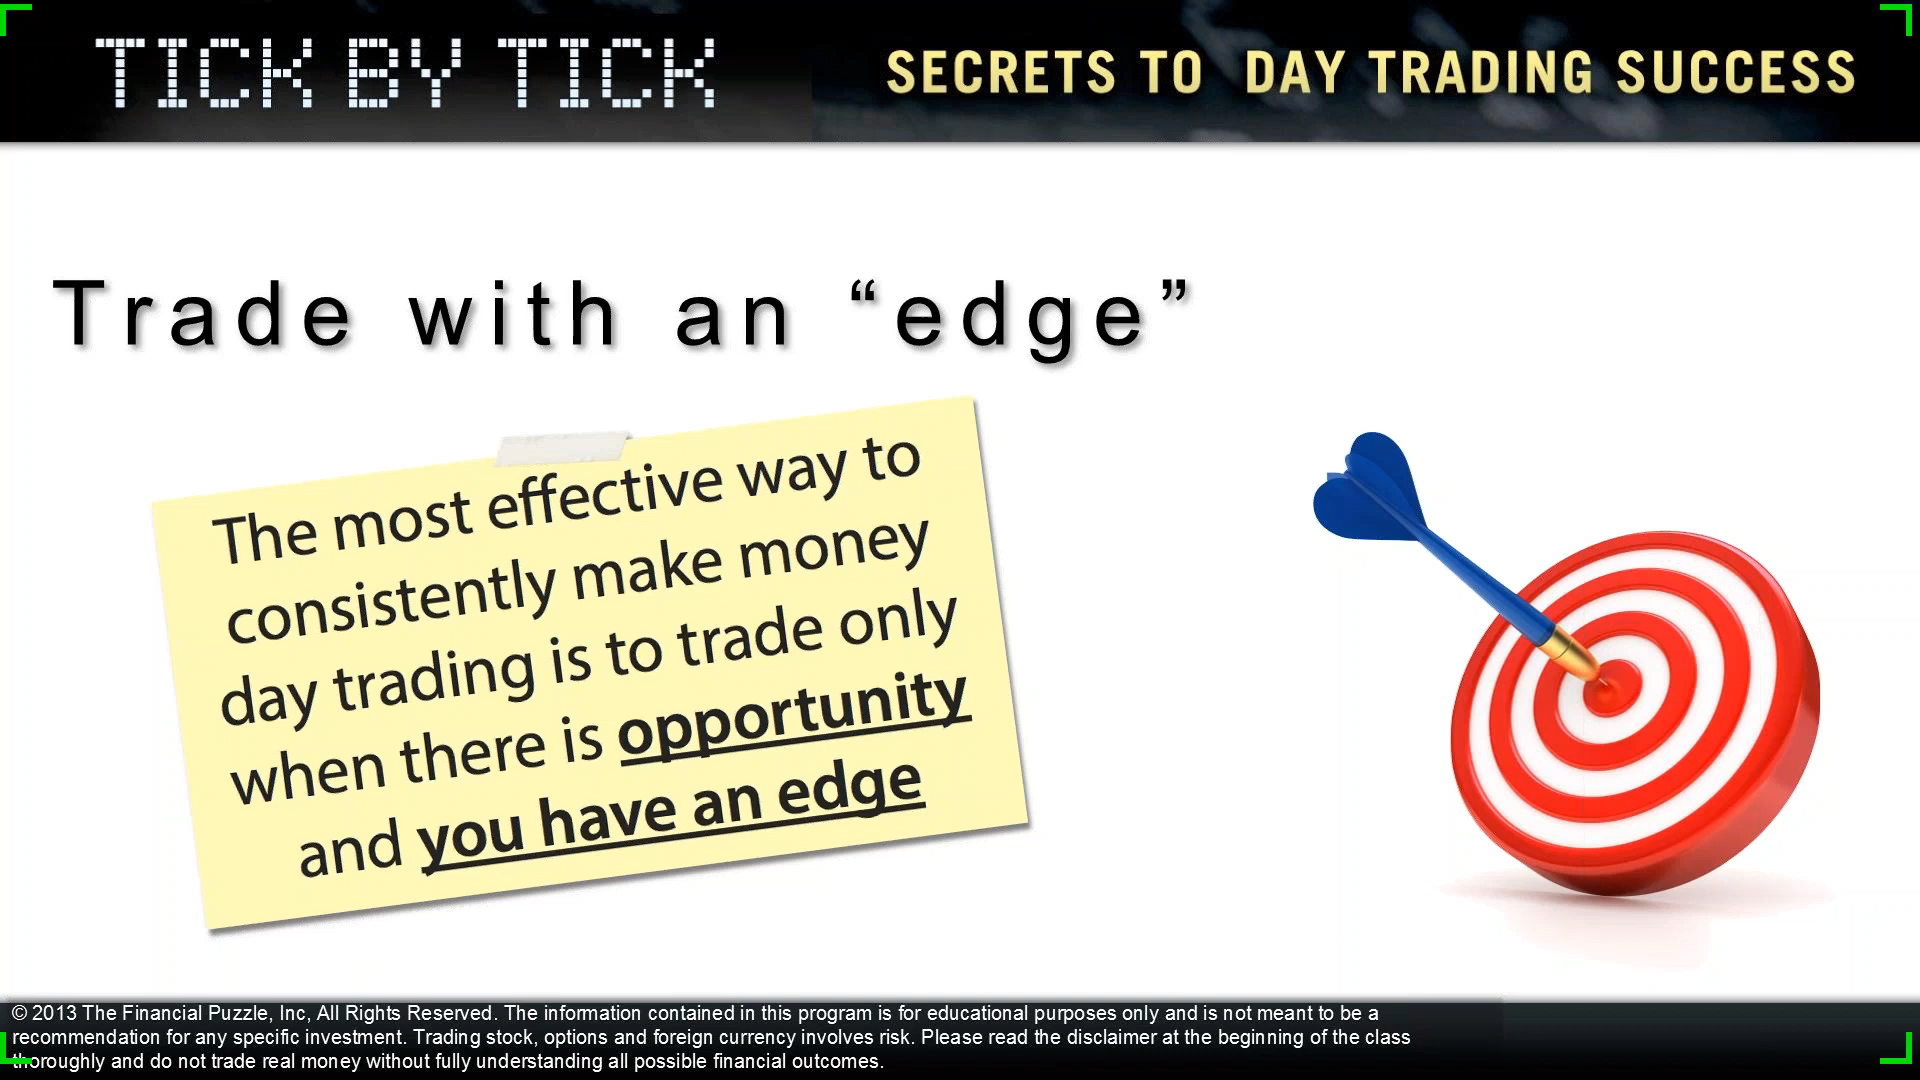 TICK BY TICK
SECRETS TO DAY TRADING SUCCESS
Trade with an “edge”
The most effective way to
consistently make money
day trading is to trade only
when there is opportunity
and you have an edge
© 2013 The Financial Puzzle, Inc, All Rights Reserved. The information contained in this program is for educational purposes only and is not meant to be a
recommendation for any specific investment. Trading stock, options and foreign currency involves risk. Please read the disclaimer at the beginning of the class
thoroughly and do not trade real money without fully understanding all possible financial outcomes.